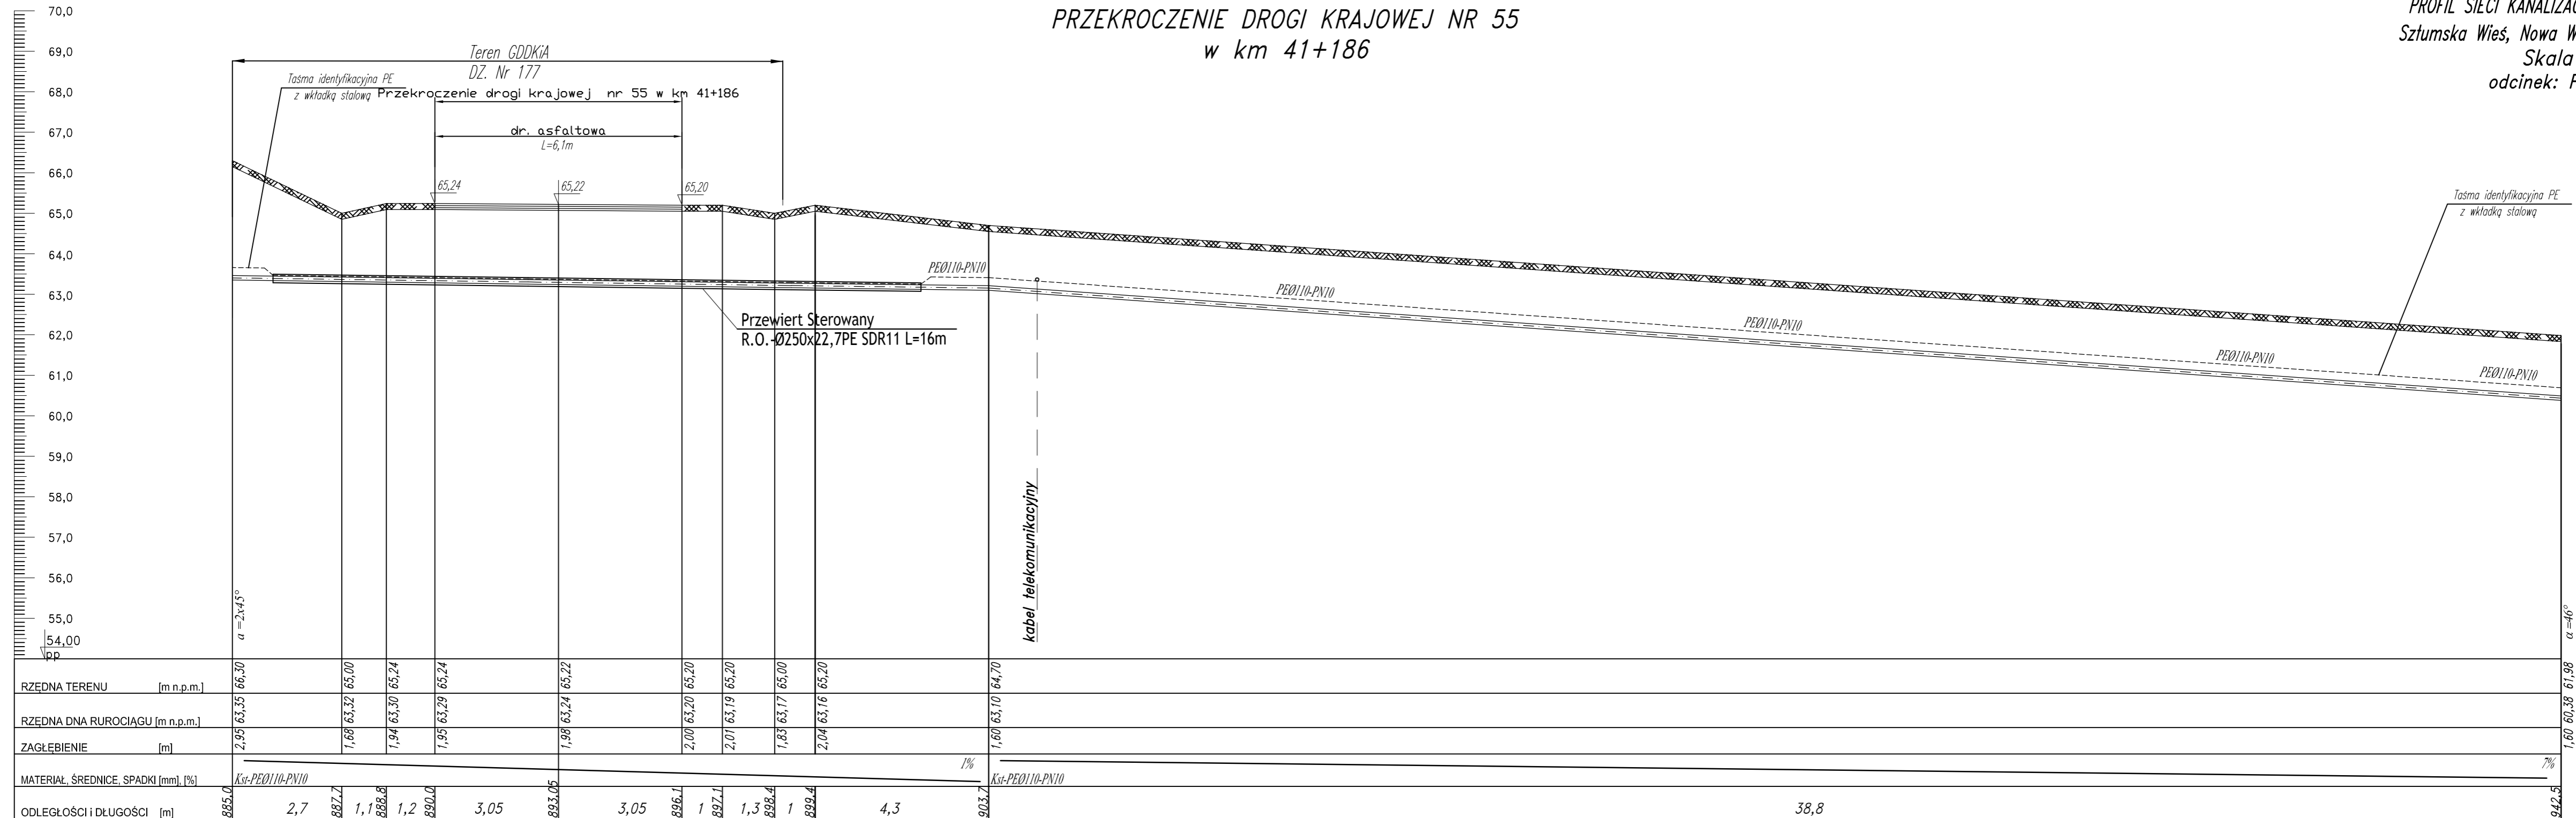 PRZEKROCZENIE DROGI KRAJOWEJ NR 55
w km 41+186
PROFIL SIECI KANALIZAC
Sztumska Wieś, Nowa W
Skala
odcinek: P
70,0
69,0
68,0
67,0
66,0
65,0
64,0
63,0
62,0
61,0
60,0
59,0
58,0
57,0
56,0
55,0
54,00
pp
Teren GDDKiA
DZ. Nr 177
Taśma identyfikacyjna PE
z wkładką stalową
Przekroczenie drogi krajowej nr 55 w km 41+186
dr. asfaltowa
L=6,1m
65,24
65,22
65,20
Taśma identyfikacyjna PE
z wkładką stalową
PEØ110-PN10
PEØ110-PN10
PEØ110-PN10
PEØ110-PN10
PEØ110-PN10
Przewiert Sterowany
R.O.-Ø250x22,7PE SDR11 L=16m
kabel telekomunikacyjny
α =2x45°
α =46°
RZĘDNA TERENU [m n.p.m.] 66,30 65,00 65,24 65,24 65,22 65,20 65,20 65,00 65,20 64,70 61,98
RZĘDNA DNA RUROCIĄGU [m n.p.m.] 63,35 63,32 63,30 63,29 63,24 63,20 63,19 63,17 63,16 63,10 60,38
ZAGŁĘBIENIE [m] 2,95 1,68 1,94 1,95 1,98 2,00 2,01 1,83 2,04 1,60 1,60
MATERIAŁ, ŚREDNICE, SPADKI [mm], [%] Kst-PEØ110-PN10 1% Kst-PEØ110-PN10 7%
ODLEGŁOŚCI i DŁUGOŚCI [m] 885,0 2,7 887,7 1,1 888,8 1,2 890,0 3,05 893,05 3,05 896,1 1 897,1 1,3 898,4 1 899,4 4,3 903,7 38,8 942,5